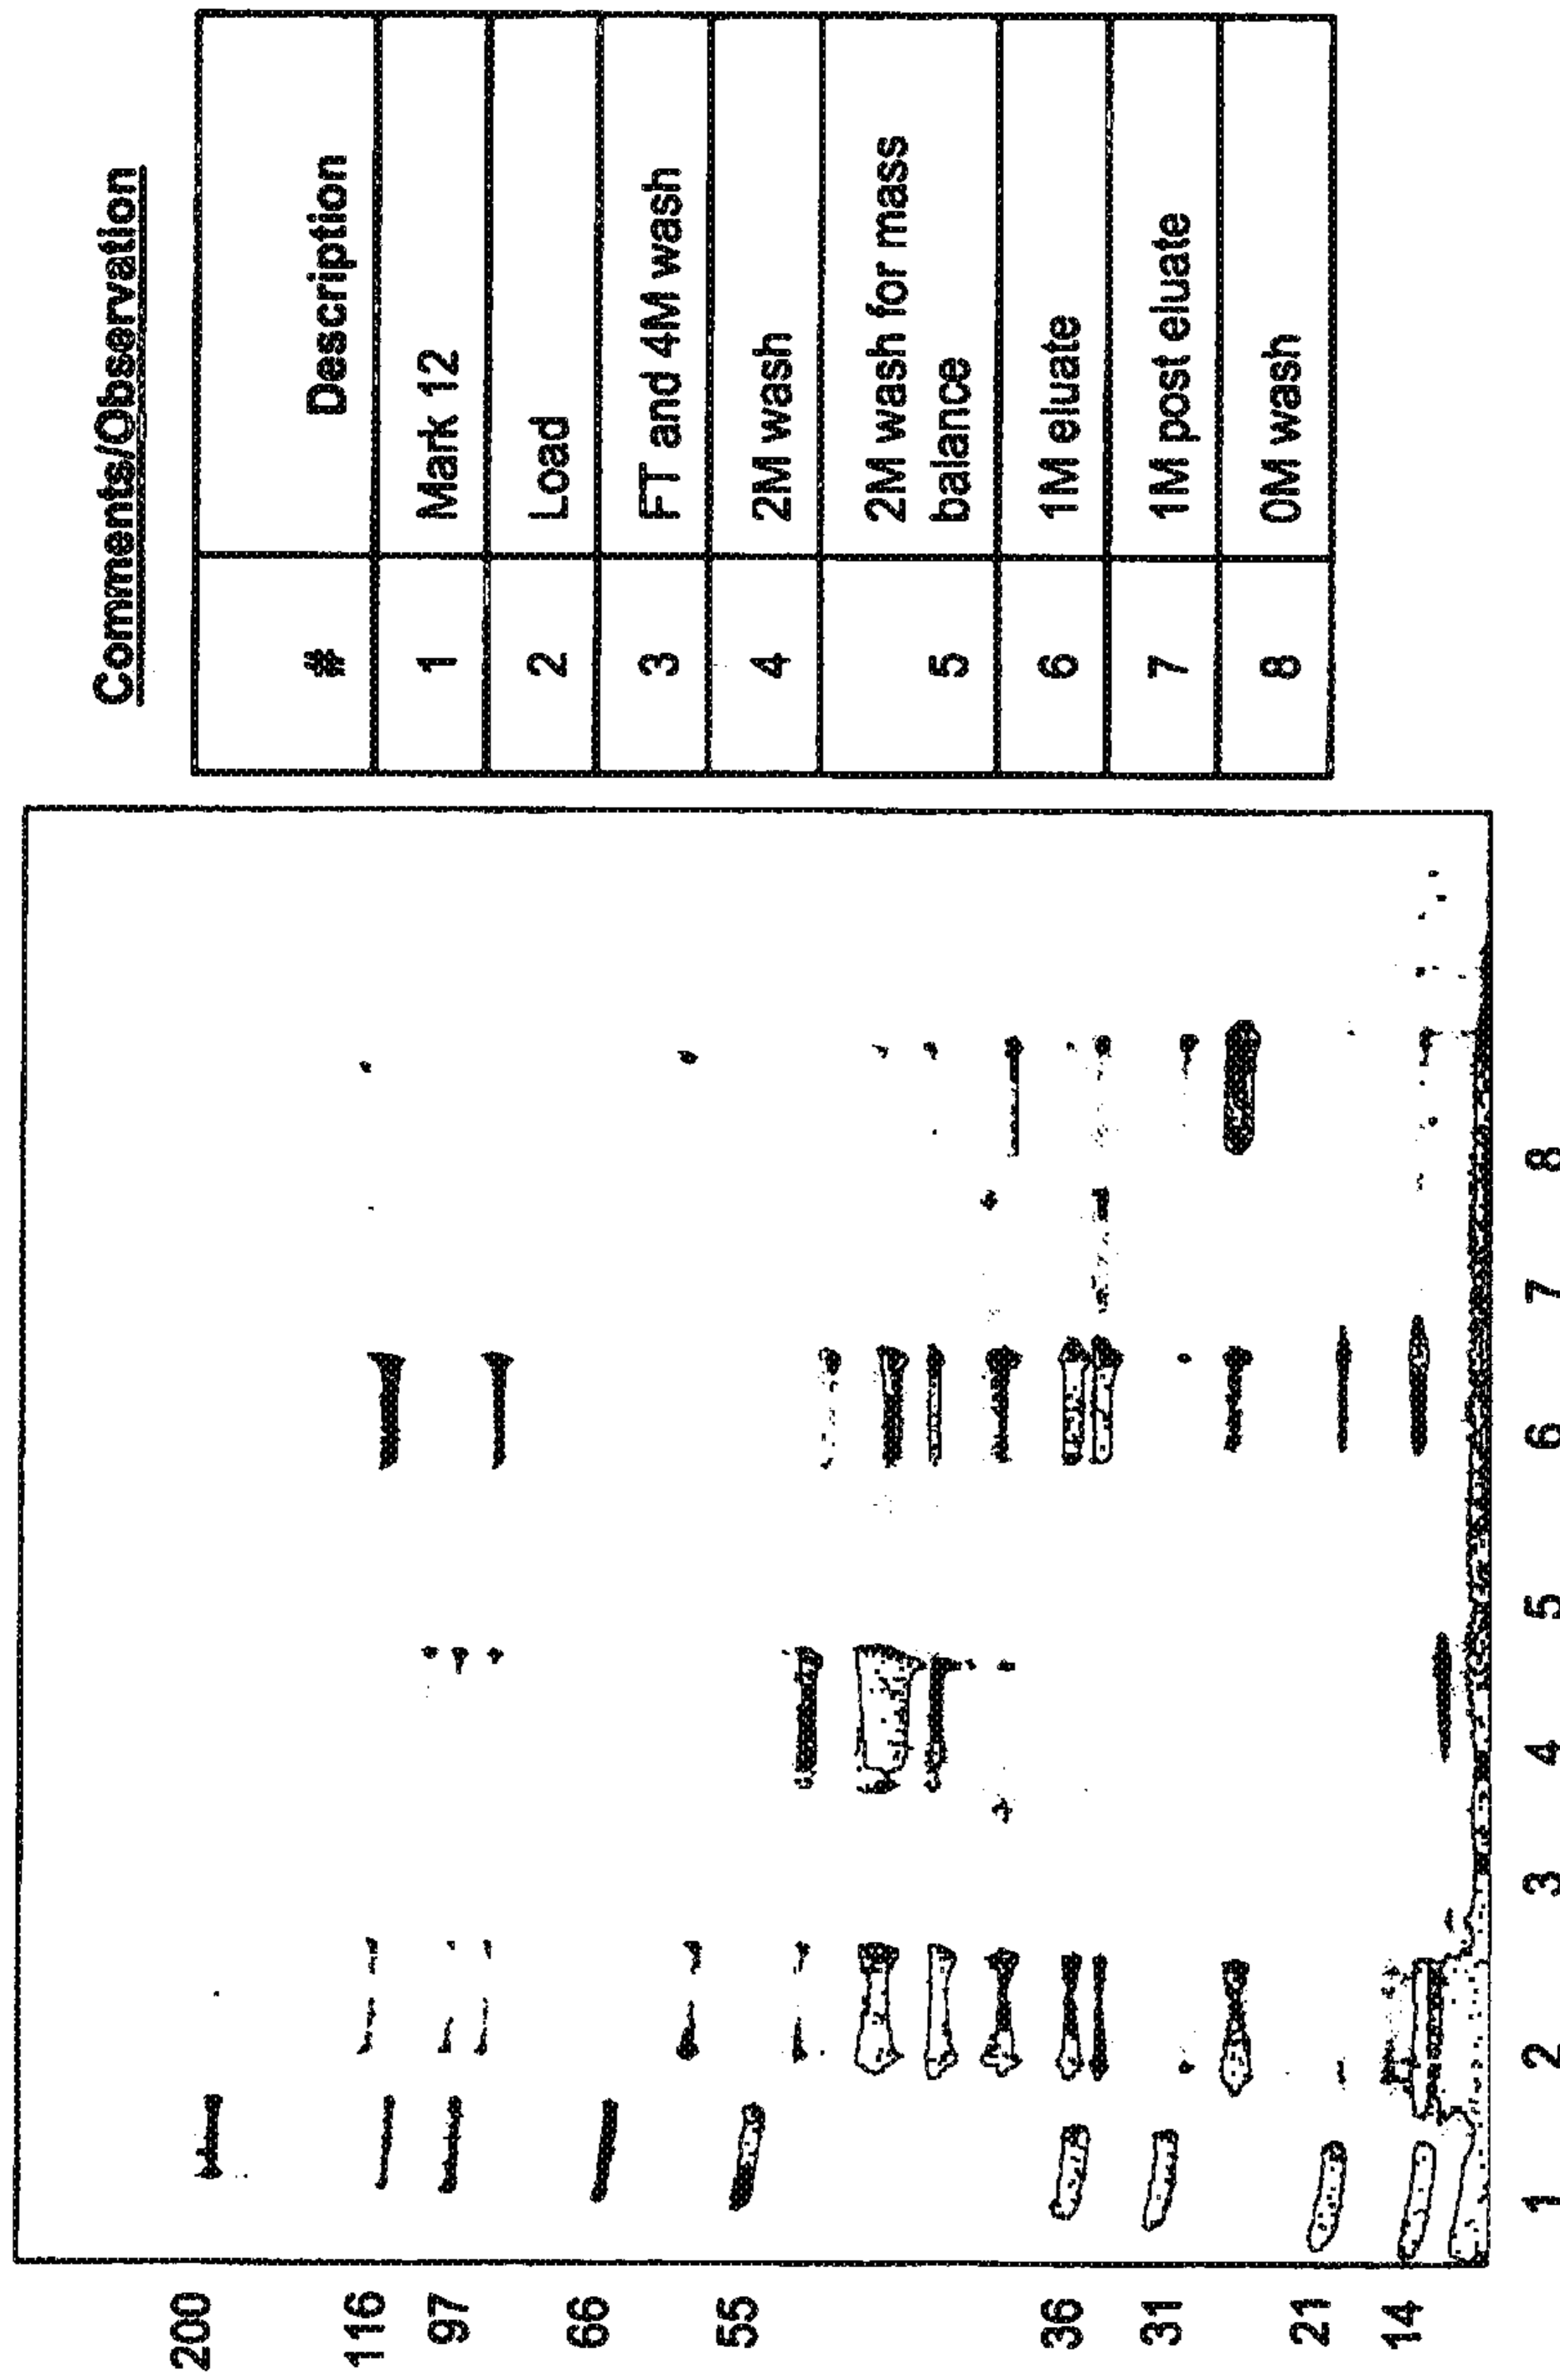 Comments/Observation
# Description
1 Mark 12
2 Load
3 FT and 4M wash
4 2M wash
5 2M wash for mass
balance
6 1M eluate
7 1M post eluate
8 0M wash
200
116
97
66
55
36
31
21
14
1 2 3 4 5 6 7 8